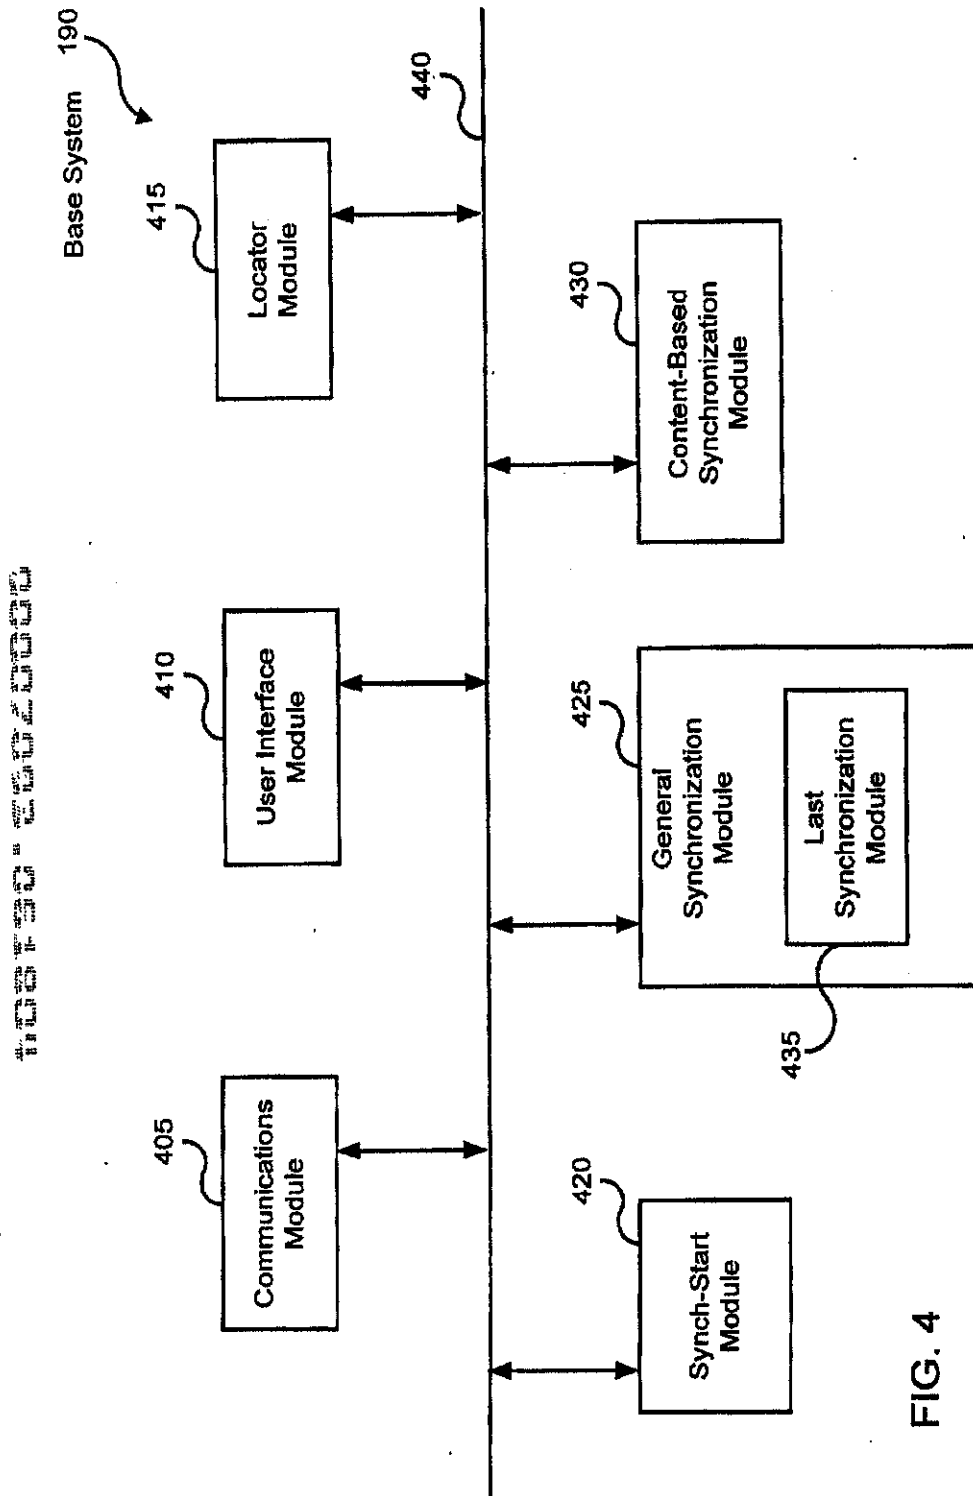 Base System 190
405
Communications
Module
410
User Interface
Module
415
Locator
Module
440
420
Synch-Start
Module
425
General
Synchronization
Module
435
Last
Synchronization
Module
430
Content-Based
Synchronization
Module
FIG. 4